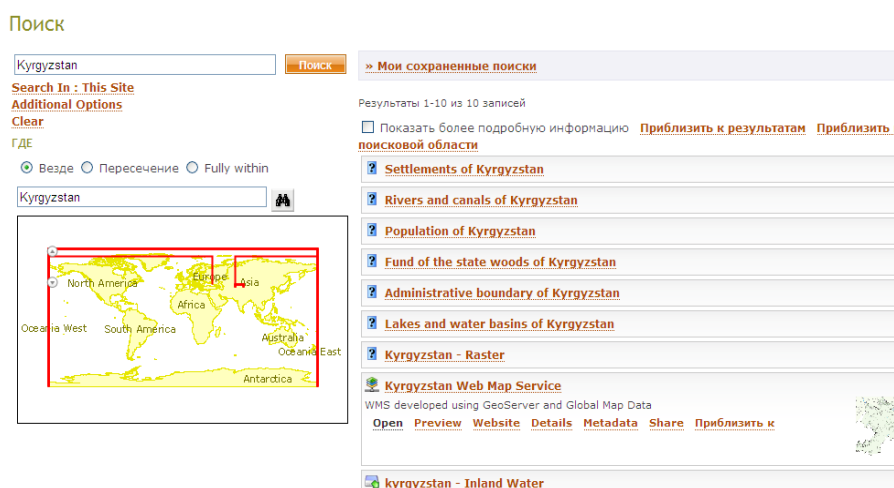 Поиск
Kyrgyzstan
Поиск
Search In : This Site
Additional Options
Clear
ГДЕ
Везде Пересечение Fully within
Kyrgyzstan
North America Europe Asia
Africa
Oceania West South America
Australia
Oceania East
Antarctica
» Мои сохраненные поиски
Результаты 1-10 из 10 записей
Показать более подробную информацию Приблизить к результатам Приблизить
поисковой области
Settlements of Kyrgyzstan
Rivers and canals of Kyrgyzstan
Population of Kyrgyzstan
Fund of the state woods of Kyrgyzstan
Administrative boundary of Kyrgyzstan
Lakes and water basins of Kyrgyzstan
Kyrgyzstan - Raster
Kyrgyzstan Web Map Service
WMS developed using GeoServer and Global Map Data
Open Preview Website Details Metadata Share Приблизить к
kyrgyzstan - Inland Water